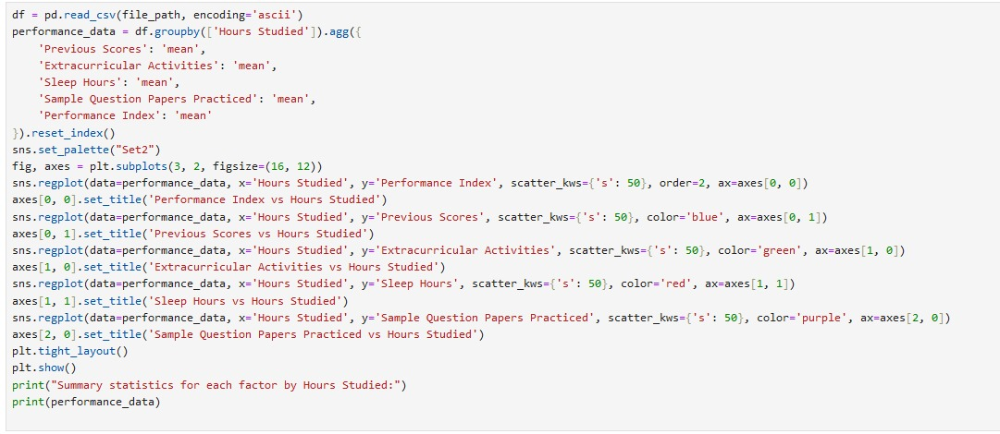 df = pd.read_csv(file_path, encoding='ascii')
performance_data = df.groupby(['Hours Studied']).agg({
    'Previous Scores': 'mean',
    'Extracurricular Activities': 'mean',
    'Sleep Hours': 'mean',
    'Sample Question Papers Practiced': 'mean',
    'Performance Index': 'mean'
}).reset_index()
sns.set_palette("Set2")
fig, axes = plt.subplots(3, 2, figsize=(16, 12))
sns.regplot(data=performance_data, x='Hours Studied', y='Performance Index', scatter_kws={'s': 50}, order=2, ax=axes[0, 0])
axes[0, 0].set_title('Performance Index vs Hours Studied')
sns.regplot(data=performance_data, x='Hours Studied', y='Previous Scores', scatter_kws={'s': 50}, color='blue', ax=axes[0, 1])
axes[0, 1].set_title('Previous Scores vs Hours Studied')
sns.regplot(data=performance_data, x='Hours Studied', y='Extracurricular Activities', scatter_kws={'s': 50}, color='green', ax=axes[1, 0])
axes[1, 0].set_title('Extracurricular Activities vs Hours Studied')
sns.regplot(data=performance_data, x='Hours Studied', y='Sleep Hours', scatter_kws={'s': 50}, color='red', ax=axes[1, 1])
axes[1, 1].set_title('Sleep Hours vs Hours Studied')
sns.regplot(data=performance_data, x='Hours Studied', y='Sample Question Papers Practiced', scatter_kws={'s': 50}, color='purple', ax=axes[2, 0])
axes[2, 0].set_title('Sample Question Papers Practiced vs Hours Studied')
plt.tight_layout()
plt.show()
print("Summary statistics for each factor by Hours Studied:")
print(performance_data)